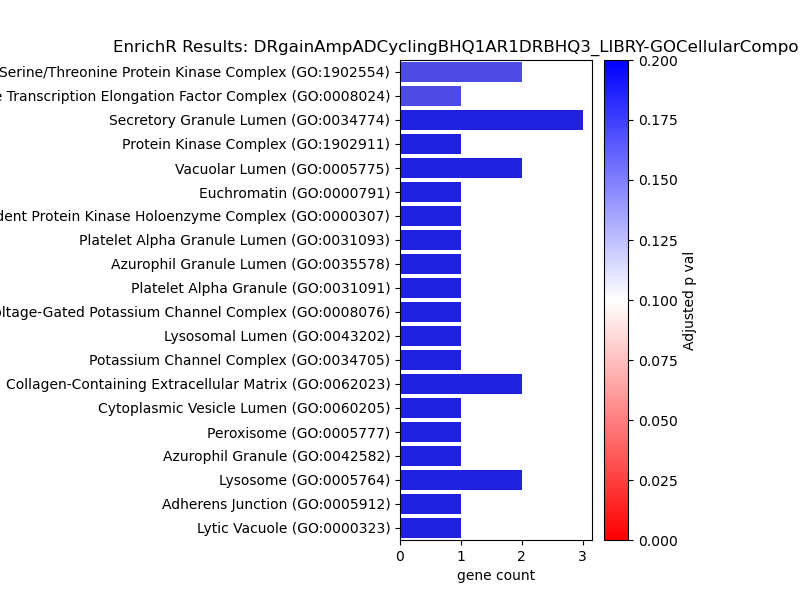 EnrichR Results: DRgainAmpADCyclingBHQ1AR1DRBHQ3_LIBRY-GOCellularCompo
Serine/Threonine Protein Kinase Complex (GO:1902554)
e Transcription Elongation Factor Complex (GO:0008024)
Secretory Granule Lumen (GO:0034774)
Protein Kinase Complex (GO:1902911)
Vacuolar Lumen (GO:0005775)
Euchromatin (GO:0000791)
dent Protein Kinase Holoenzyme Complex (GO:0000307)
Platelet Alpha Granule Lumen (GO:0031093)
Azurophil Granule Lumen (GO:0035578)
Platelet Alpha Granule (GO:0031091)
oltage-Gated Potassium Channel Complex (GO:0008076)
Lysosomal Lumen (GO:0043202)
Potassium Channel Complex (GO:0034705)
Collagen-Containing Extracellular Matrix (GO:0062023)
Cytoplasmic Vesicle Lumen (GO:0060205)
Peroxisome (GO:0005777)
Azurophil Granule (GO:0042582)
Lysosome (GO:0005764)
Adherens Junction (GO:0005912)
Lytic Vacuole (GO:0000323)
0 1 2 3
gene count
0.200
0.175
0.150
0.125
0.100
0.075
0.050
0.025
0.000
Adjusted p val